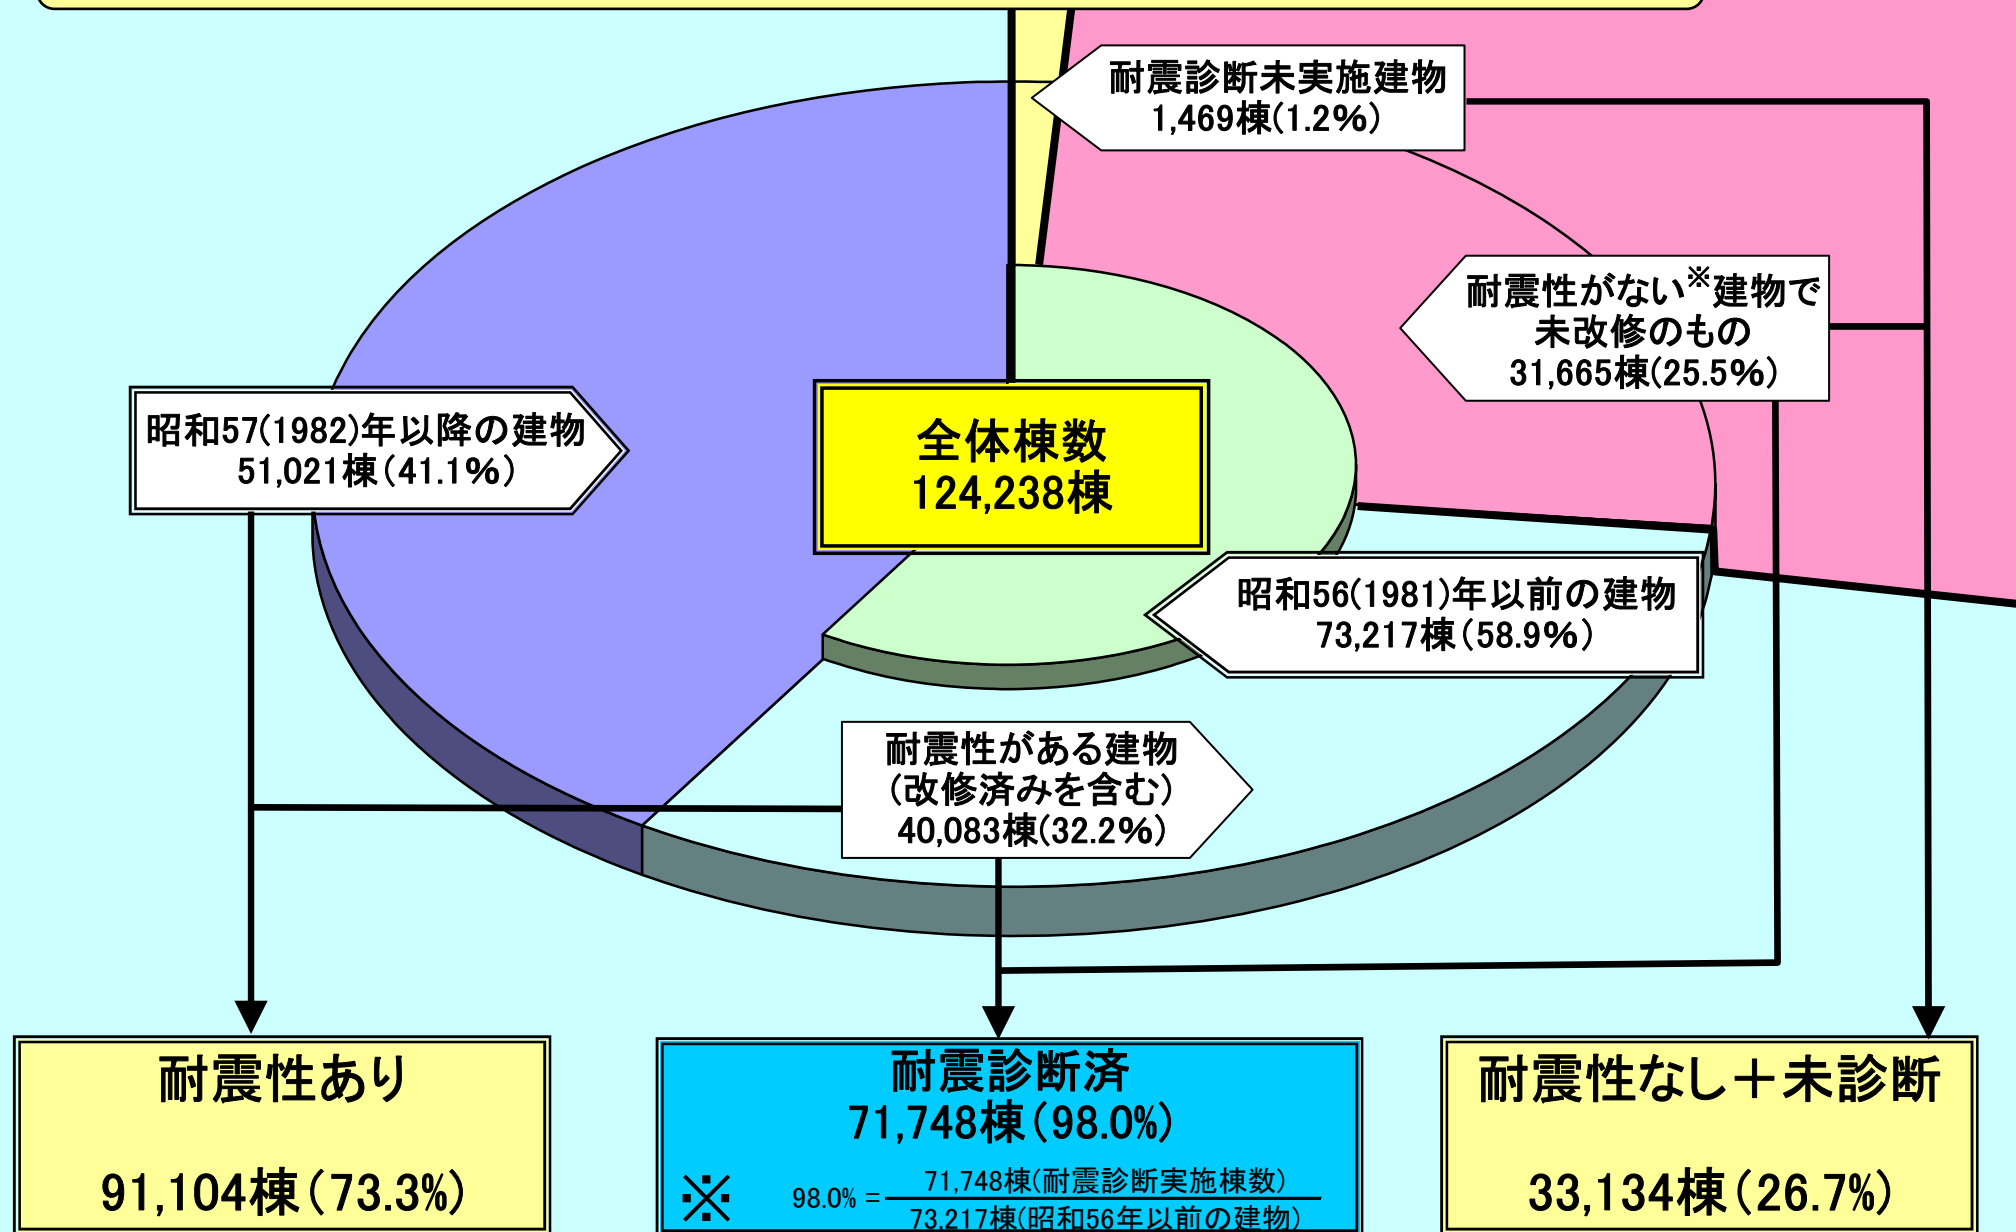 耐震診断未実施建物
1,469棟(1.2%)
耐震性がない※建物で
未改修のもの
31,665棟(25.5%)
昭和57(1982)年以降の建物
51,021棟(41.1%)
全体棟数
124,238棟
昭和56(1981)年以前の建物
73,217棟(58.9%)
耐震性がある建物
(改修済みを含む)
40,083棟(32.2%)
耐震性あり
91,104棟(73.3%)
耐震診断済
71,748棟(98.0%)
※ 98.0% = 71,748棟(耐震診断実施棟数)
73,217棟(昭和56年以前の建物)
耐震性なし＋未診断
33,134棟(26.7%)